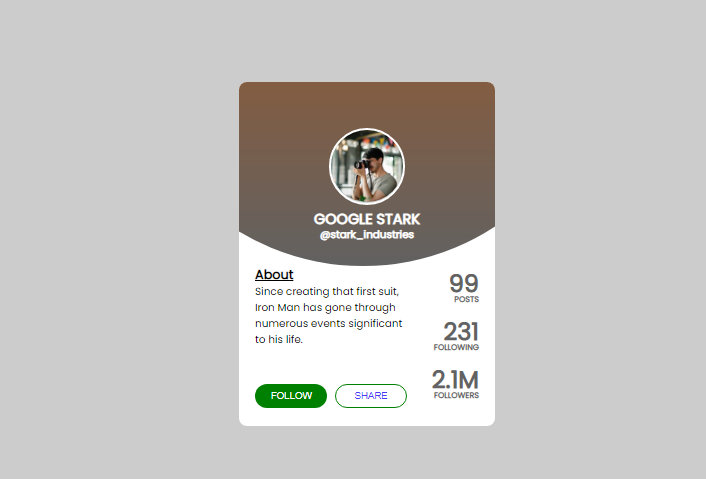 GOOGLE STARK
@stark_industries
About
Since creating that first suit,
Iron Man has gone through
numerous events significant
to his life.
99
POSTS
231
FOLLOWING
2.1M
FOLLOWERS
FOLLOW
SHARE